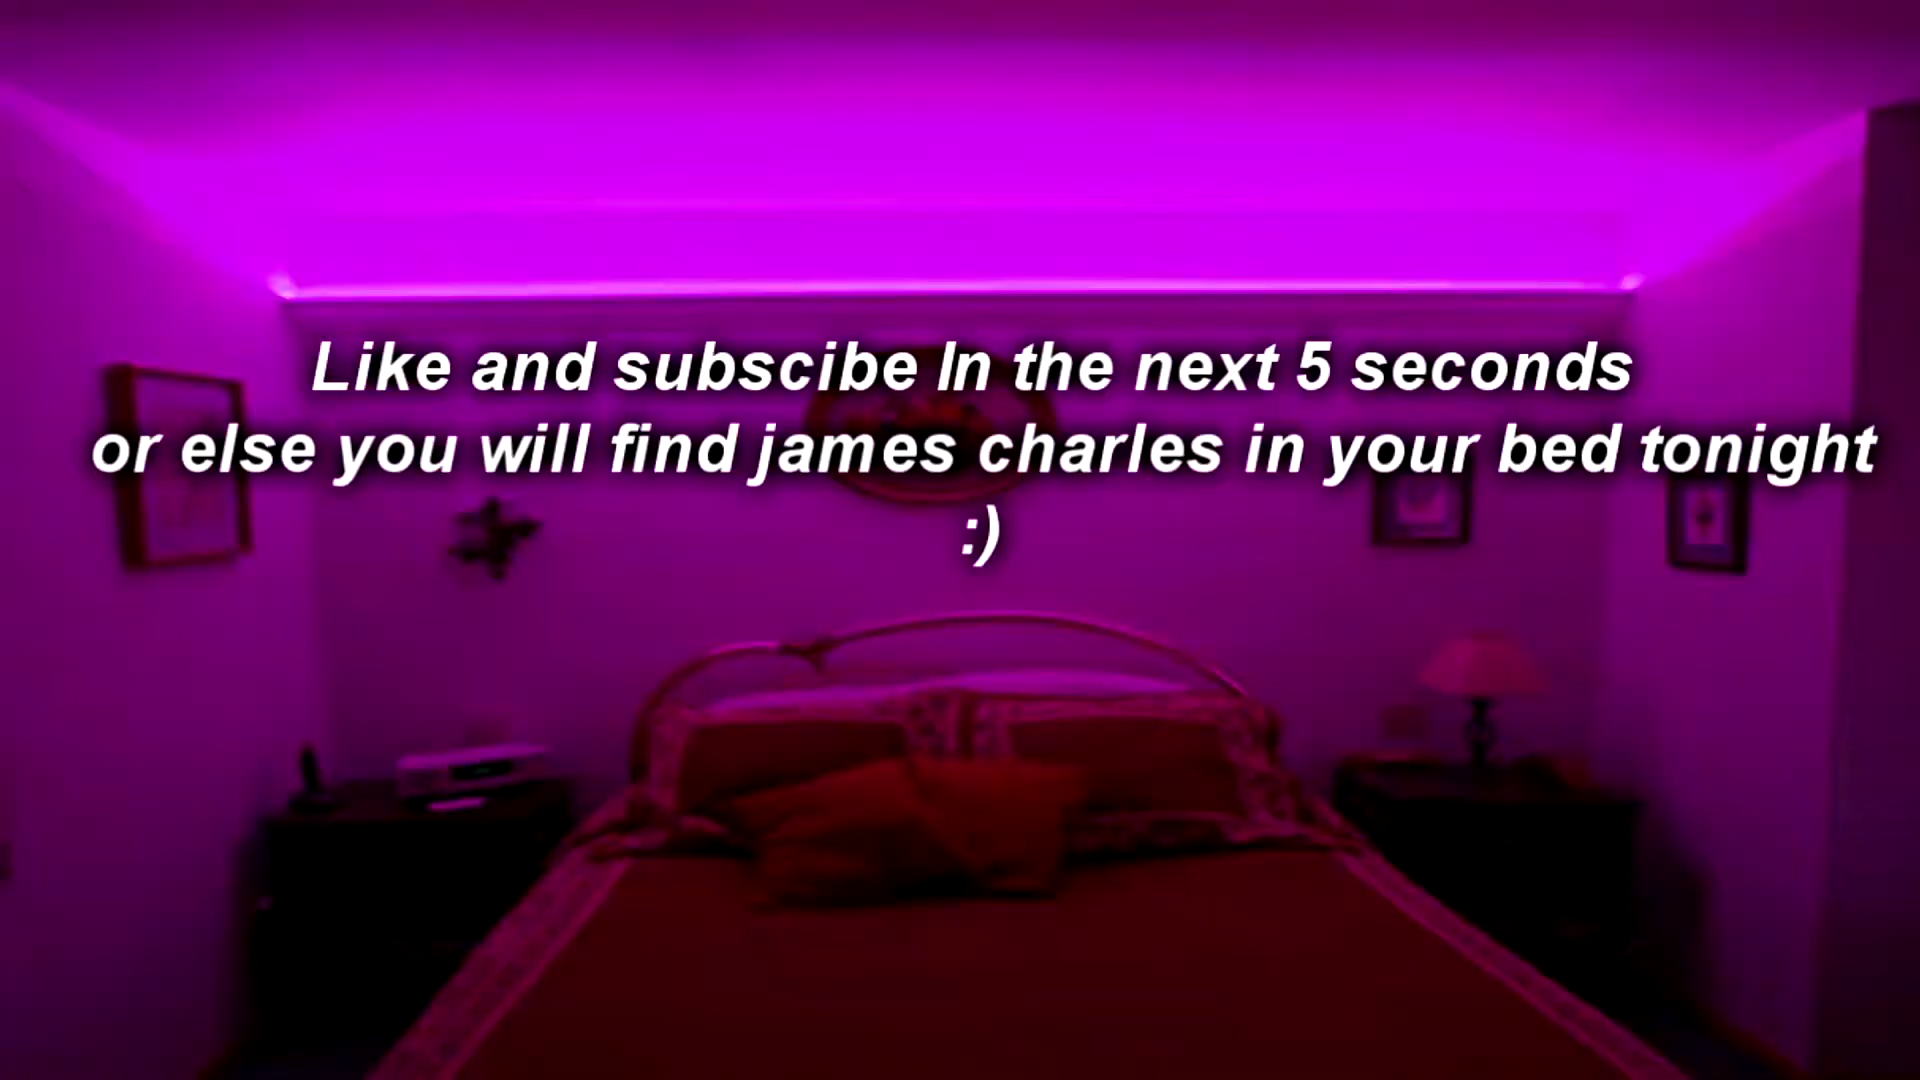 Like and subscibe In the next 5 seconds
or else you will find james charles in your bed tonight
:)